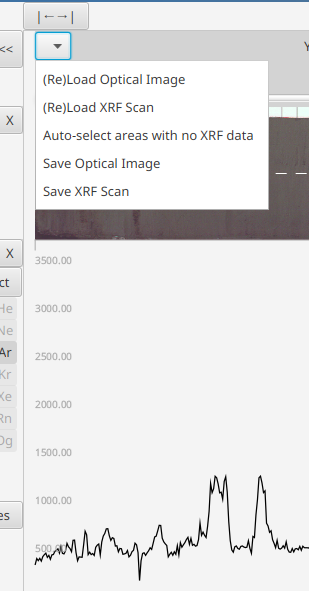 |←→|
<<
Y
(Re)Load Optical Image
(Re)Load XRF Scan
X
Auto-select areas with no XRF data
Save Optical Image
Save XRF Scan
X
3500.00
ct
He
3000.00
Ne
Ar
2500.00
Kr
Xe
2000.00
Rn
Og
1500.00
1000.00
es
500.00